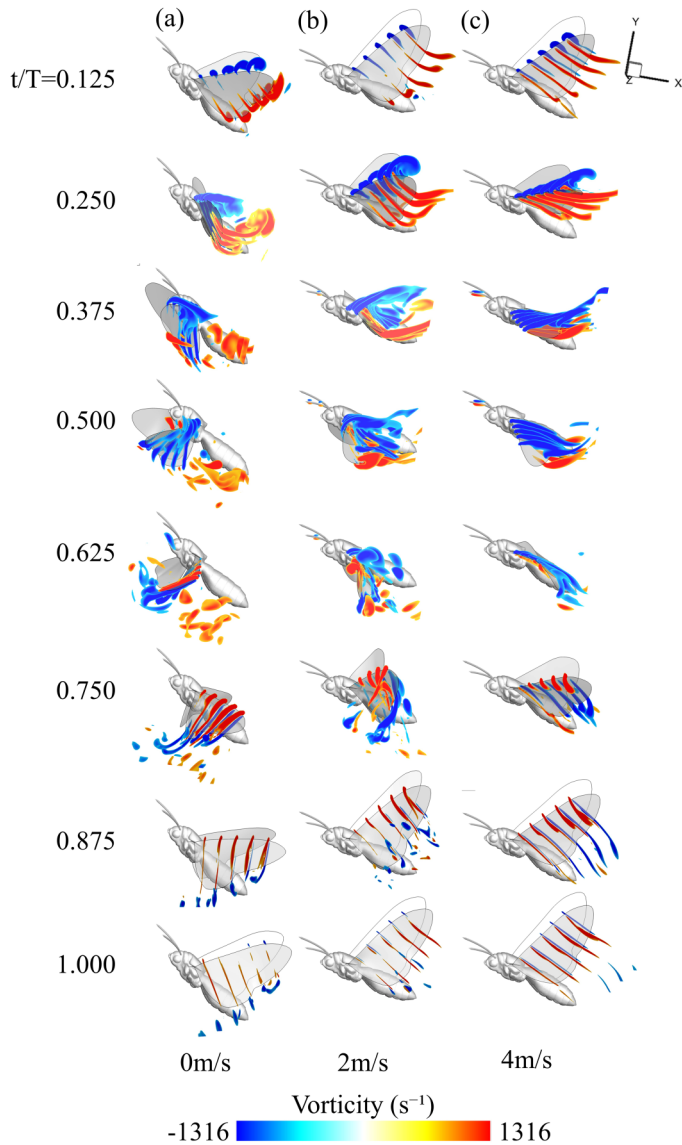 (a) (b) (c)
Y
Z X
t/T=0.125
0.250
0.375
0.500
0.625
0.750
0.875
1.000
0m/s 2m/s 4m/s
Vorticity (s⁻¹)
-1316 1316